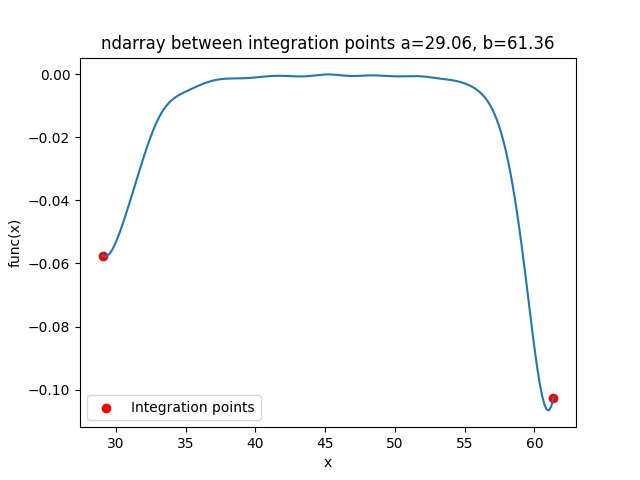 ndarray between integration points a=29.06, b=61.36
0.00
−0.02
−0.04
−0.06
−0.08
−0.10
func(x)
Integration points
30 35 40 45 50 55 60
x